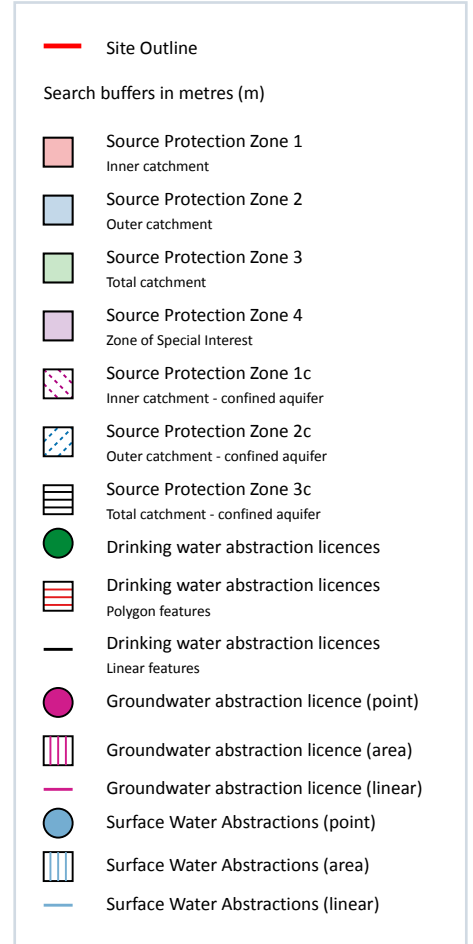 Site Outline
Search buffers in metres (m)
Source Protection Zone 1
Inner catchment
Source Protection Zone 2
Outer catchment
Source Protection Zone 3
Total catchment
Source Protection Zone 4
Zone of Special Interest
Source Protection Zone 1c
Inner catchment - confined aquifer
Source Protection Zone 2c
Outer catchment - confined aquifer
Source Protection Zone 3c
Total catchment - confined aquifer
Drinking water abstraction licences
Drinking water abstraction licences
Polygon features
Drinking water abstraction licences
Linear features
Groundwater abstraction licence (point)
Groundwater abstraction licence (area)
Groundwater abstraction licence (linear)
Surface Water Abstractions (point)
Surface Water Abstractions (area)
Surface Water Abstractions (linear)